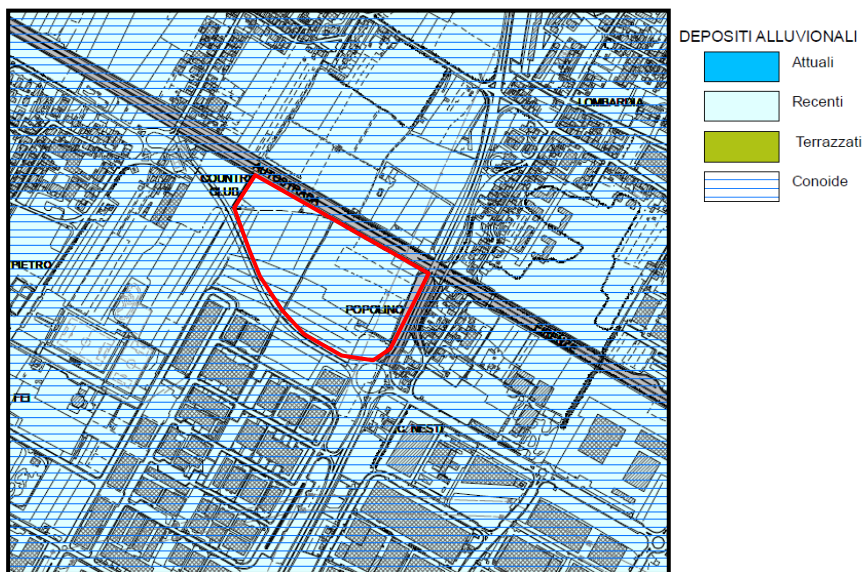 DEPOSITI ALLUVIONALI
Attuali
Recenti
Terrazzati
Conoide
LOMBARDIA
COUNTRY
CLUB
PIETRO
POPOLINO
FEI
C. NESTI